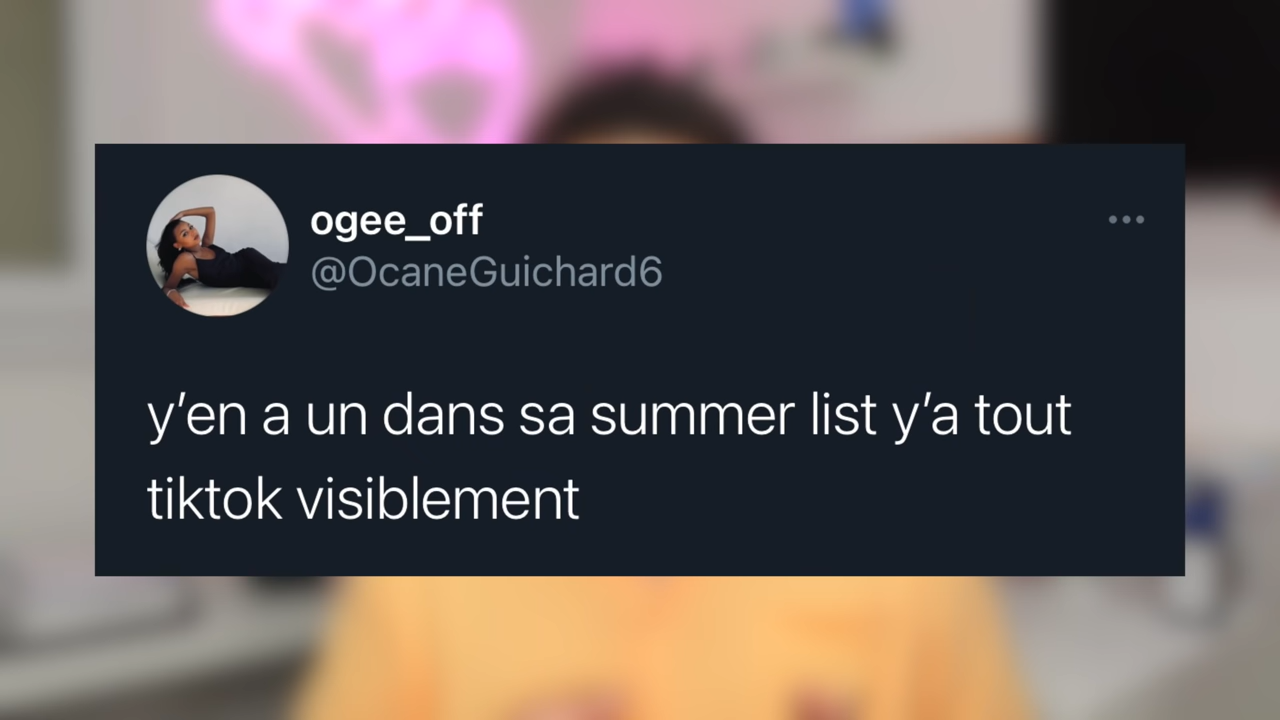 ogee_off
@OcaneGuichard6
y’en a un dans sa summer list y’a tout
tiktok visiblement